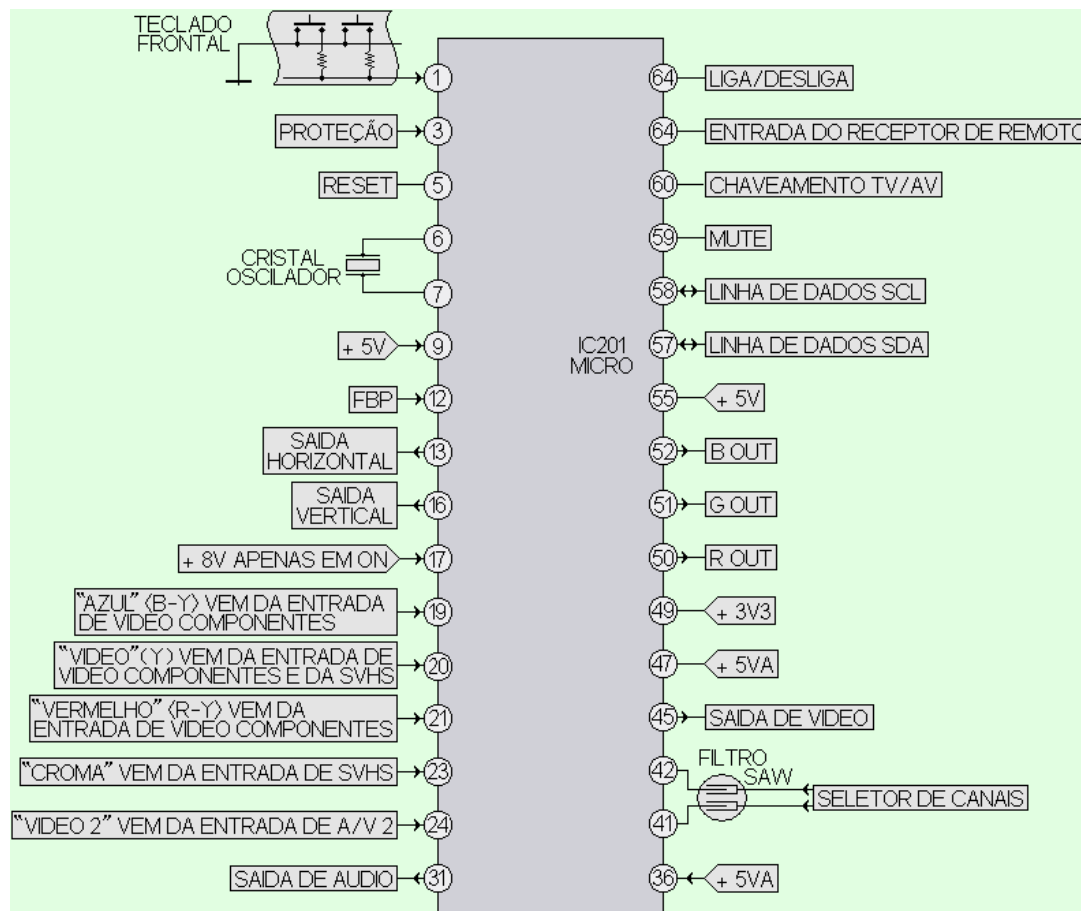 TECLADO
FRONTAL
1
64
LIGA/DESLIGA
PROTEÇÃO
3
64
ENTRADA DO RECEPTOR DE REMOTO
RESET
5
60
CHAVEAMENTO TV/AV
6
59
MUTE
CRISTAL
OSCILADOR
7
58
LINHA DE DADOS SCL
+ 5V
9
IC201
MICRO
57
LINHA DE DADOS SDA
FBP
12
55
+ 5V
SAIDA
HORIZONTAL
13
52
B OUT
SAIDA
VERTICAL
16
51
G OUT
+ 8V APENAS EM ON
17
50
R OUT
"AZUL" (B-Y) VEM DA ENTRADA
DE VIDEO COMPONENTES
19
49
+ 3V3
"VIDEO"(Y) VEM DA ENTRADA DE
VIDEO COMPONENTES E DA SVHS
20
47
+ 5VA
"VERMELHO" (R-Y) VEM DA
ENTRADA DE VIDEO COMPONENTES
21
45
SAIDA DE VIDEO
"CROMA" VEM DA ENTRADA DE SVHS
23
42
FILTRO
SAW
SELETOR DE CANAIS
"VIDEO 2" VEM DA ENTRADA DE A/V 2
24
41
SAIDA DE AUDIO
31
36
+ 5VA